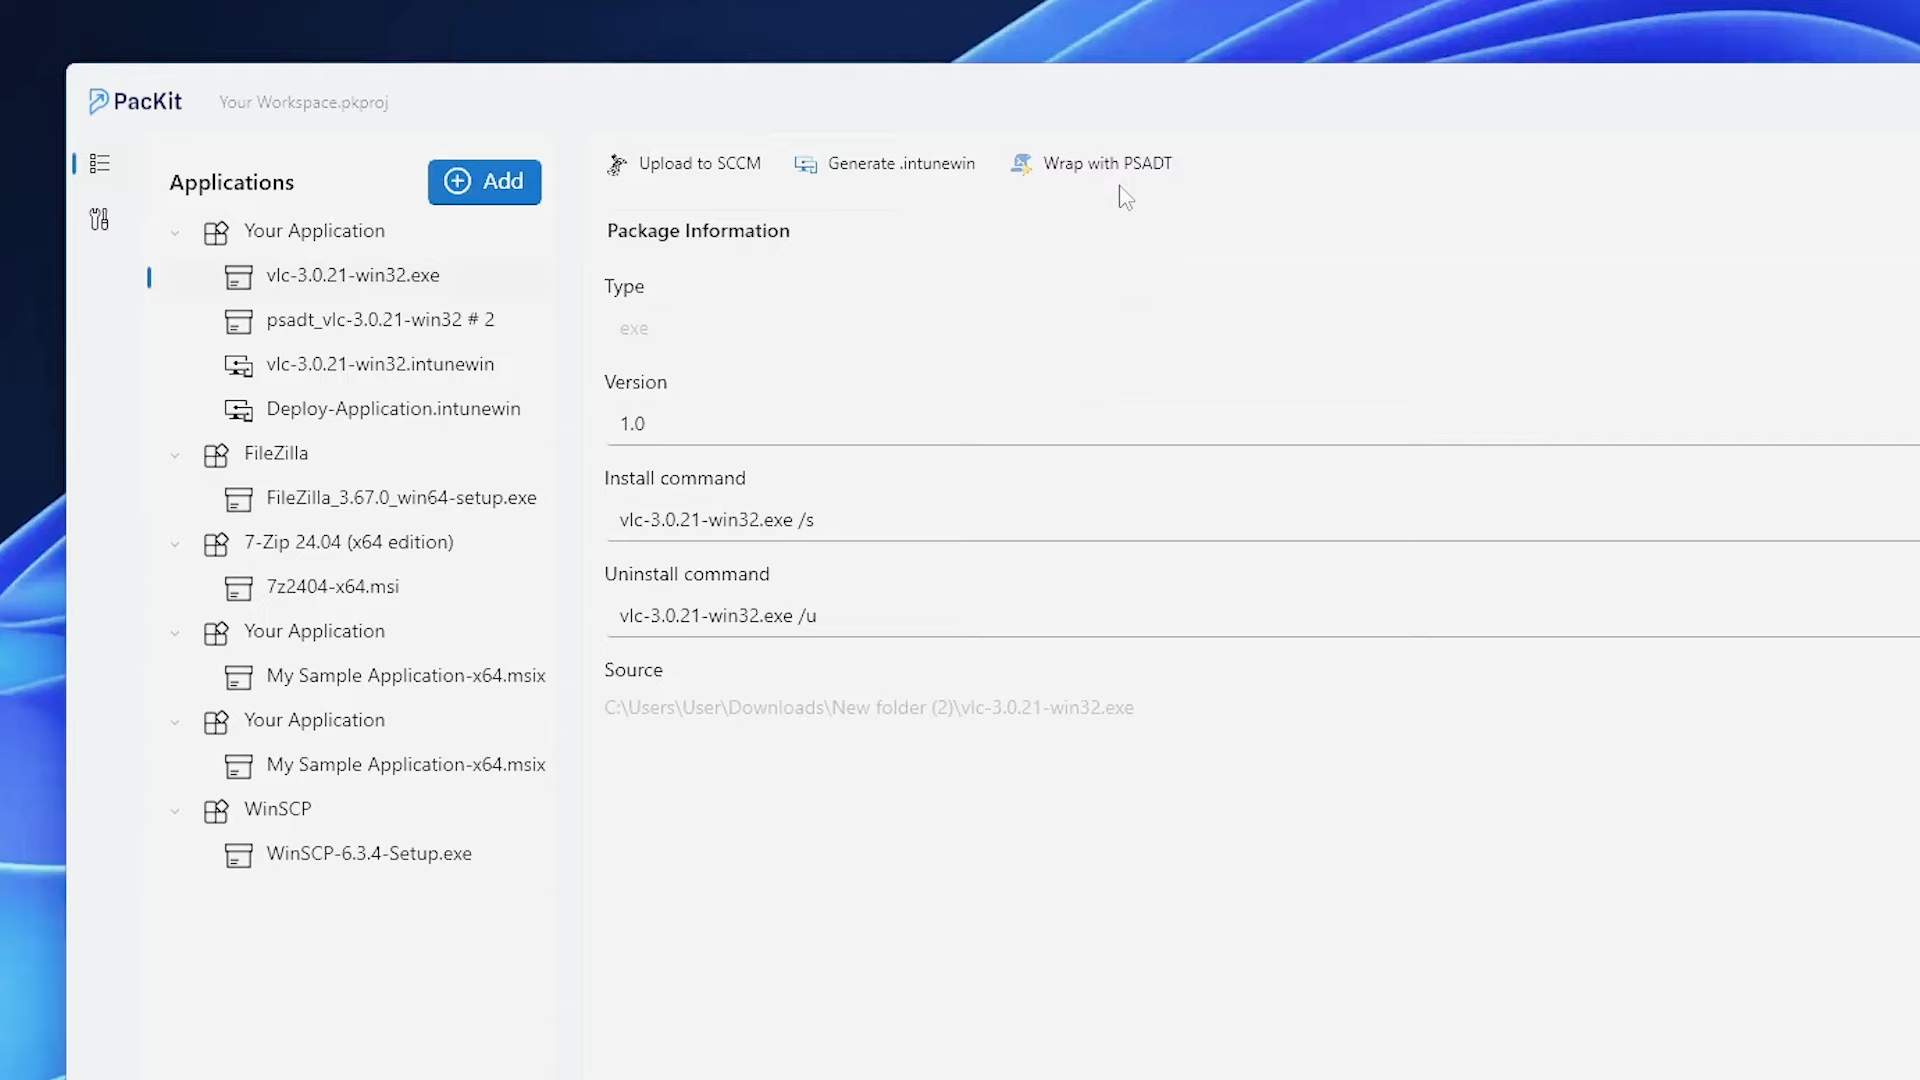 PacKit
Your Workspace.pkproj
Applications
Add
Your Application
vlc-3.0.21-win32.exe
psadt_vlc-3.0.21-win32 # 2
vlc-3.0.21-win32.intunewin
Deploy-Application.intunewin
FileZilla
FileZilla_3.67.0_win64-setup.exe
7-Zip 24.04 (x64 edition)
7z2404-x64.msi
Your Application
My Sample Application-x64.msix
Your Application
My Sample Application-x64.msix
WinSCP
WinSCP-6.3.4-Setup.exe
Upload to SCCM
Generate .intunewin
Wrap with PSADT
Package Information
Type
exe
Version
1.0
Install command
vlc-3.0.21-win32.exe /s
Uninstall command
vlc-3.0.21-win32.exe /u
Source
C:\Users\User\Downloads\New folder (2)\vlc-3.0.21-win32.exe